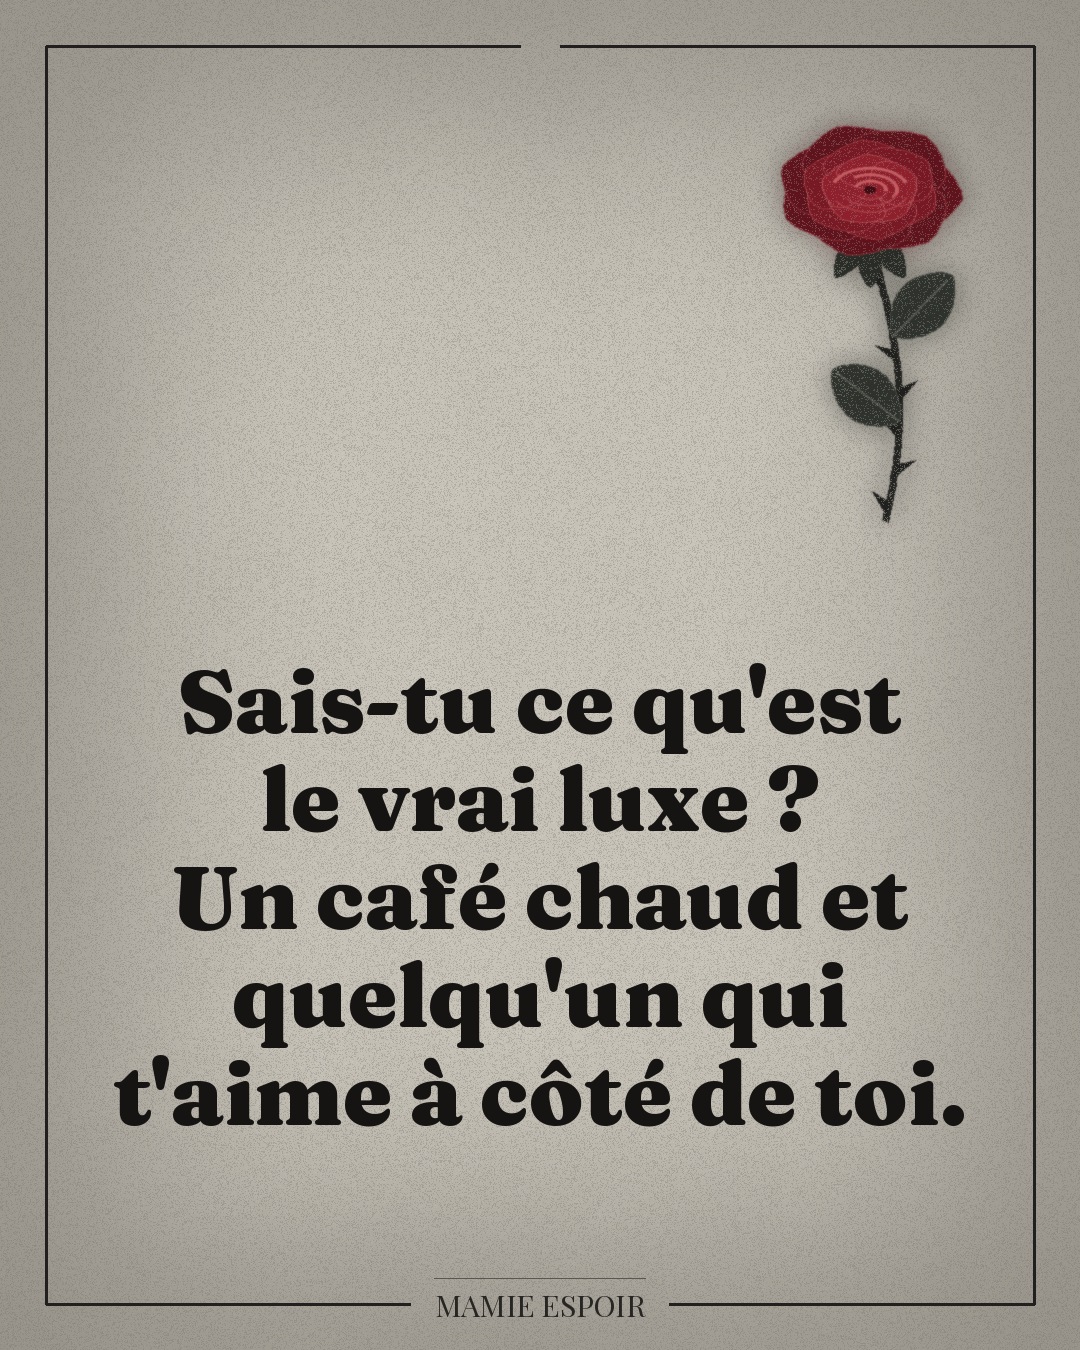 Sais-tu ce qu'est
le vrai luxe ?
Un café chaud et
quelqu'un qui
t'aime à côté de toi.
MAMIE ESPOIR